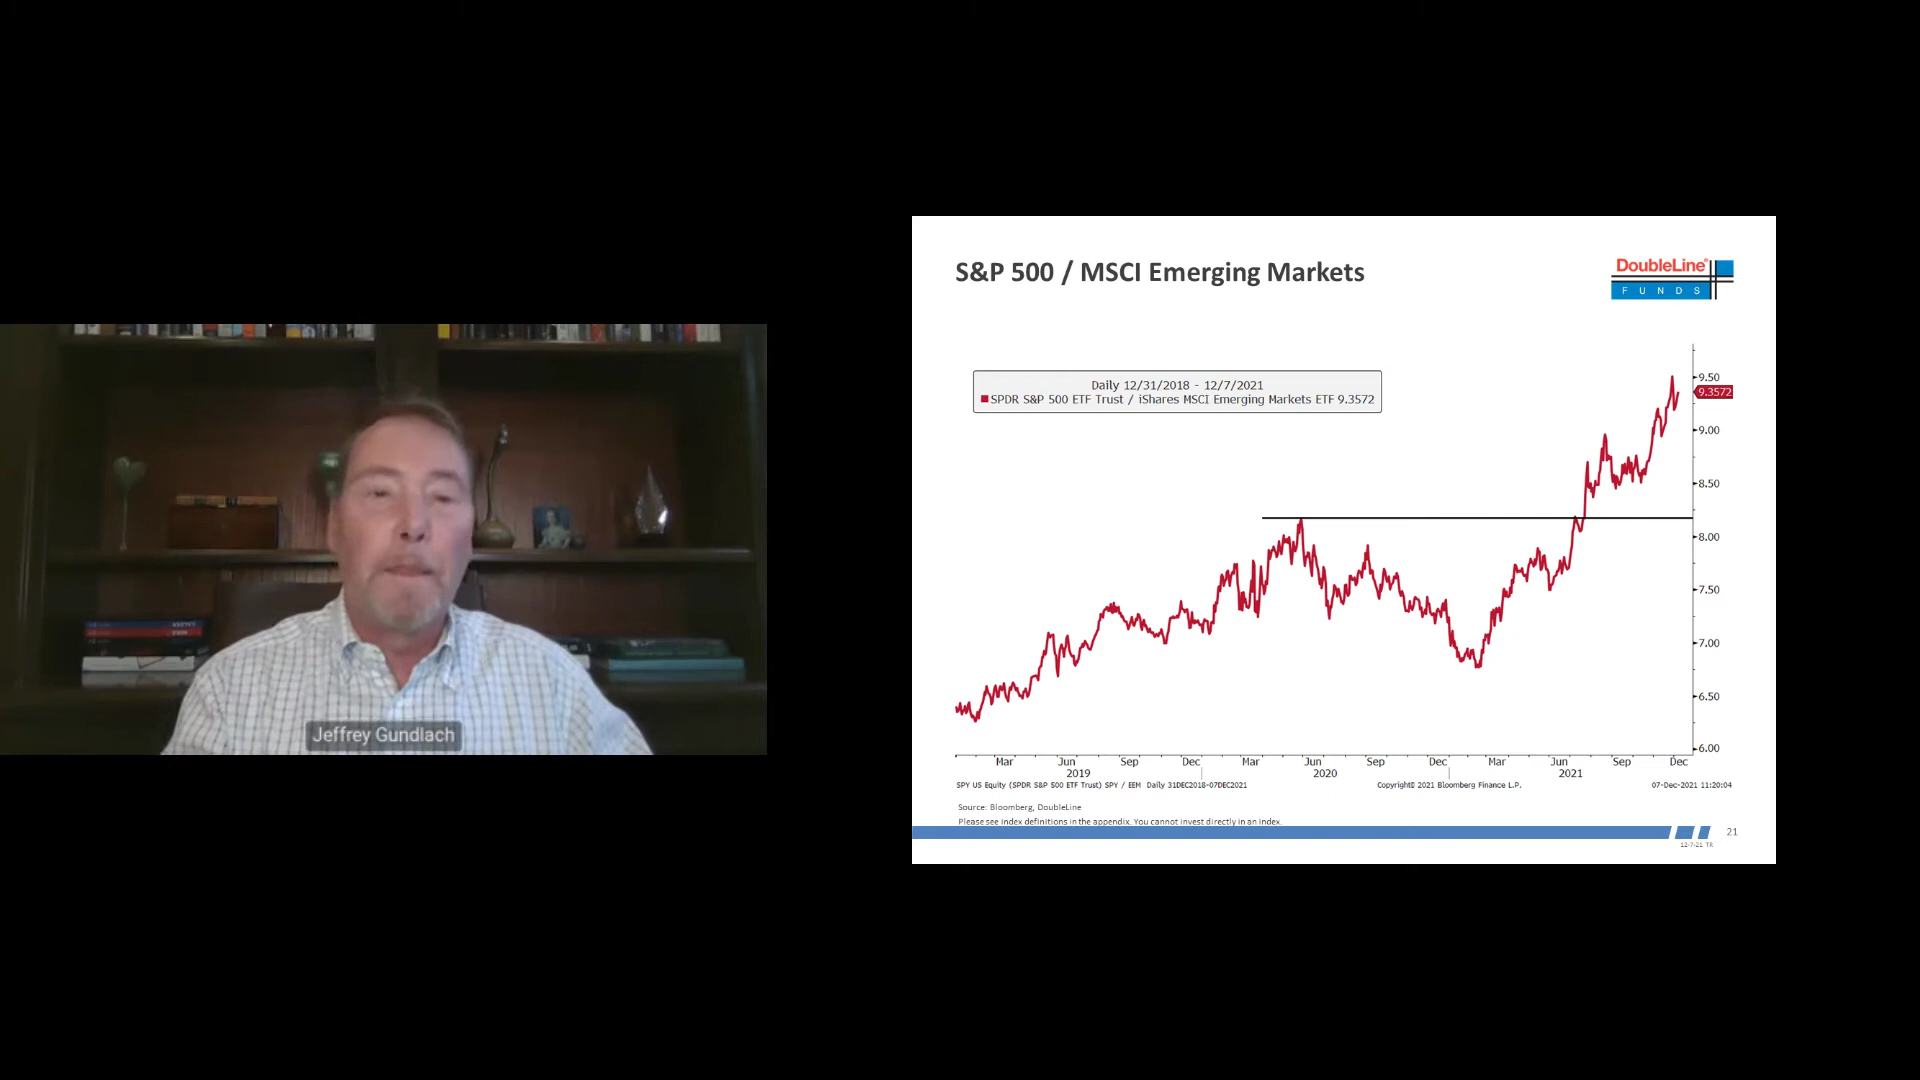 Jeffrey Gundlach
S&P 500 / MSCI Emerging Markets
DoubleLine®
FUNDS
Daily 12/31/2018 - 12/7/2021
SPDR S&P 500 ETF Trust / iShares MSCI Emerging Markets ETF 9.3572
9.50
9.3572
9.00
8.50
8.00
7.50
7.00
6.50
6.00
Mar Jun Sep Dec Mar Jun Sep Dec Mar Jun Sep Dec
2019 2020 2021
SPY US Equity (SPDR S&P 500 ETF Trust) SPY / EEM Daily 31DEC2018-07DEC2021 Copyright© 2021 Bloomberg Finance L.P. 07-Dec-2021 11:20:04
Source: Bloomberg, DoubleLine
Please see index definitions in the appendix. You cannot invest directly in an index.
21
12-7-21 TR